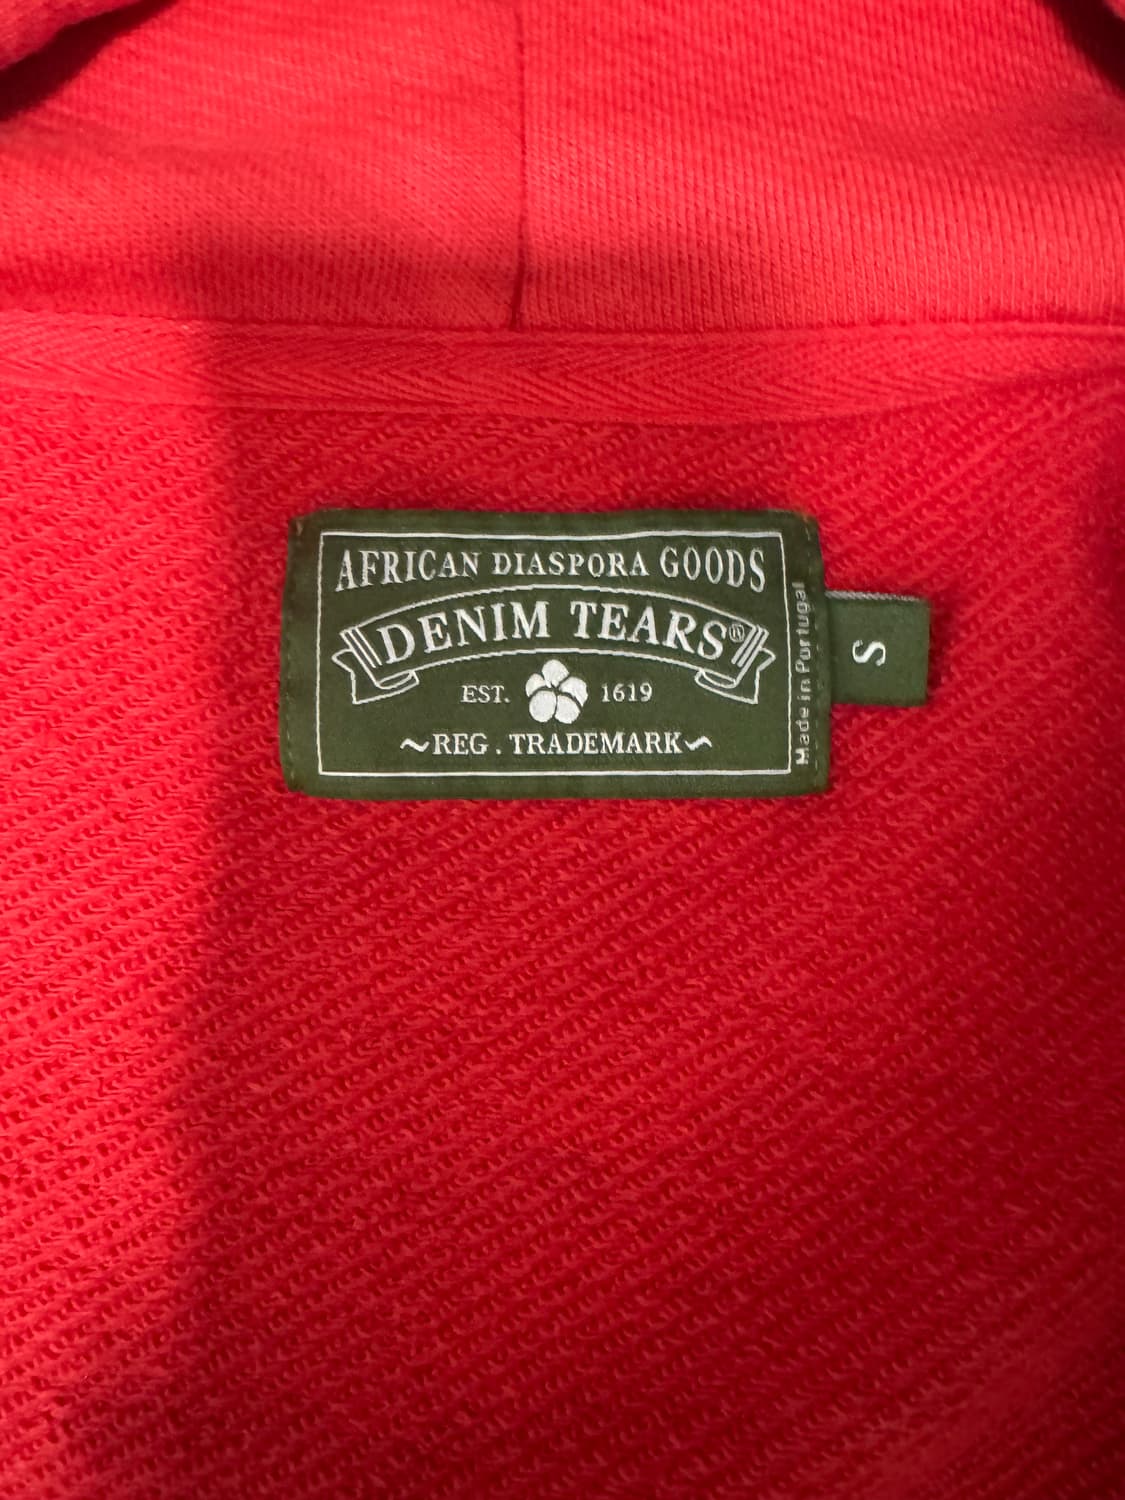 AFRICAN DIASPORA GOODS
DENIM TEARS®
EST. 1619
~REG . TRADEMARK~
Made in Portugal
S